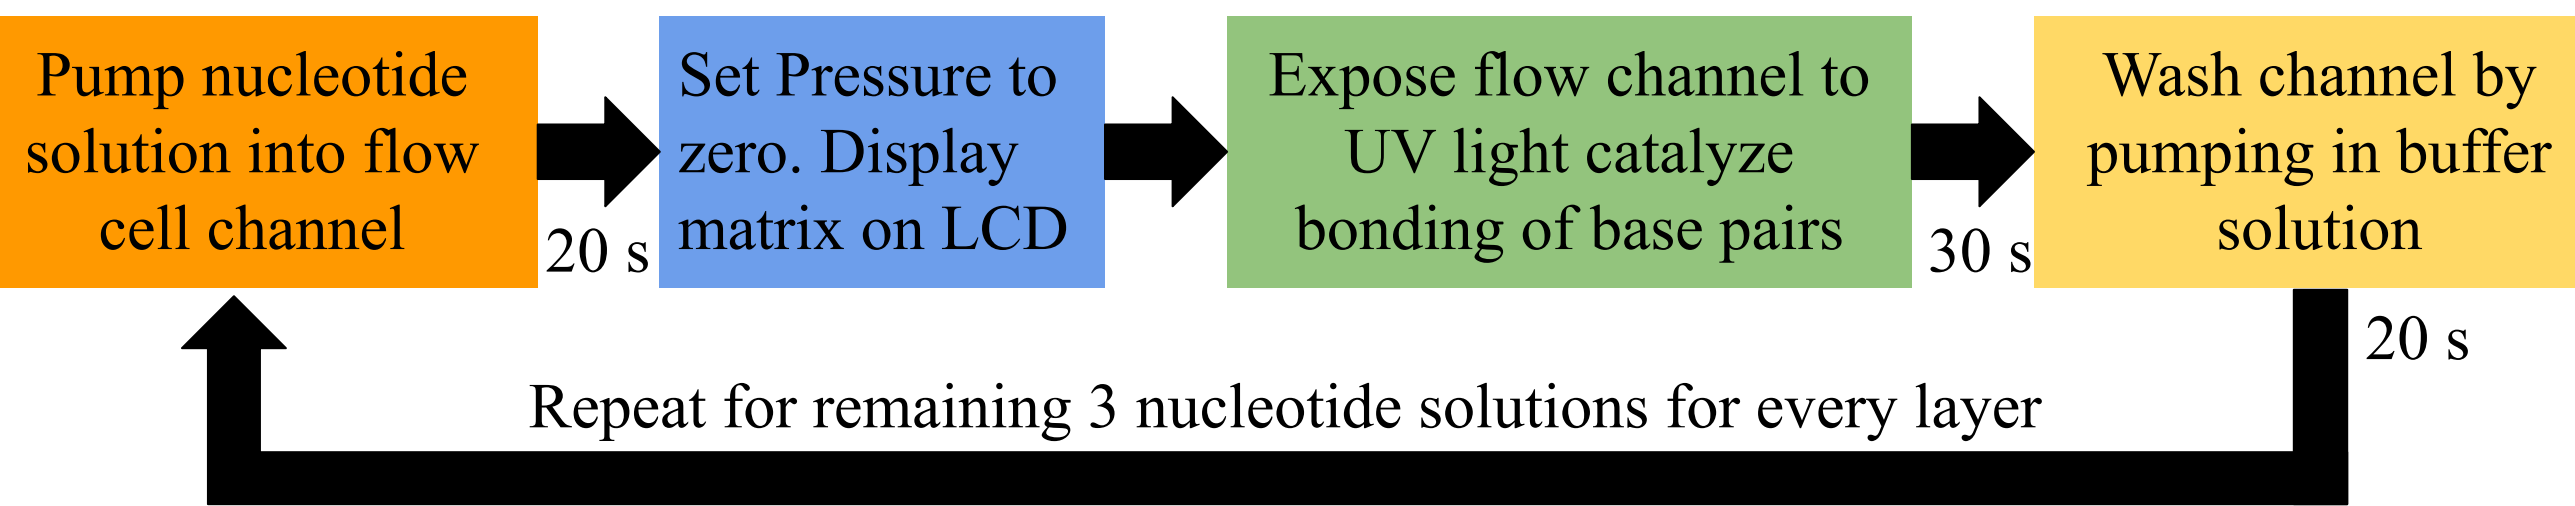 Pump nucleotide
solution into flow
cell channel
20 s
Set Pressure to
zero. Display
matrix on LCD
Expose flow channel to
UV light catalyze
bonding of base pairs
30 s
Wash channel by
pumping in buffer
solution
20 s
Repeat for remaining 3 nucleotide solutions for every layer